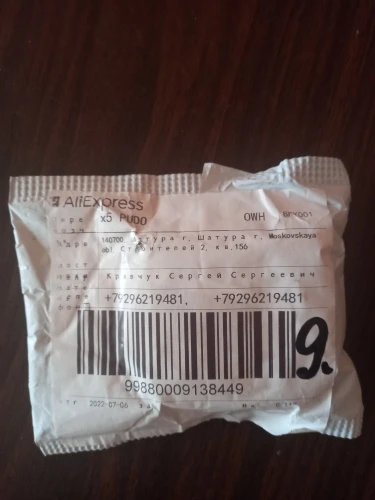 AliExpress
x5 PUDO OWH
140700, Шатура г, Шатура г, Moskovskaya
obl Строителей 2, кв.156
Кравчук Сергей Сергеевич
+79296219481, +79296219481
9.
99880009138449
2022-07-06